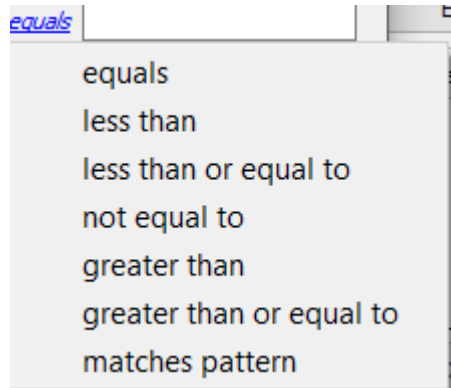 equals
equals
less than
less than or equal to
not equal to
greater than
greater than or equal to
matches pattern